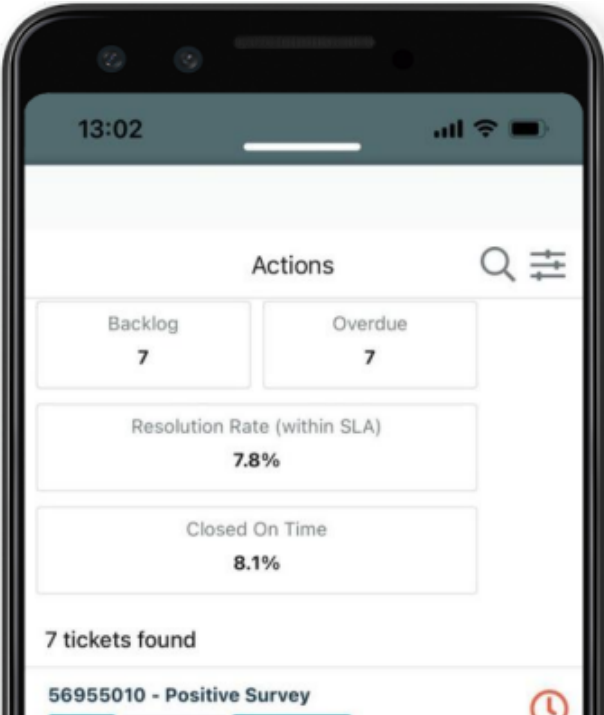 13:02
Actions
Backlog
7
Overdue
7
Resolution Rate (within SLA)
7.8%
Closed On Time
8.1%
7 tickets found
56955010 - Positive Survey